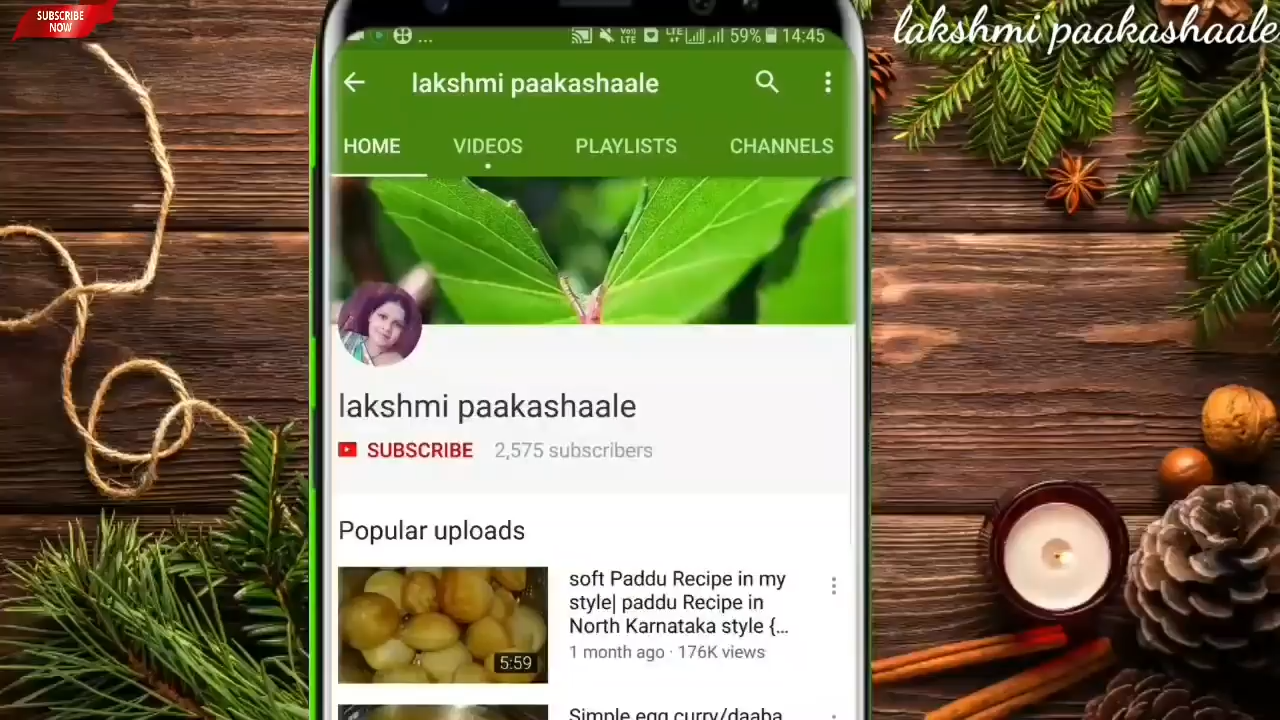 SUBSCRIBE
NOW
lakshmi paakashaale
... VoLTE LTE 59% 14:45
lakshmi paakashaale
HOME VIDEOS PLAYLISTS CHANNELS
lakshmi paakashaale
SUBSCRIBE 2,575 subscribers
Popular uploads
soft Paddu Recipe in my
style| paddu Recipe in
North Karnataka style {...
5:59
1 month ago · 176K views
Simple egg curry/daaba